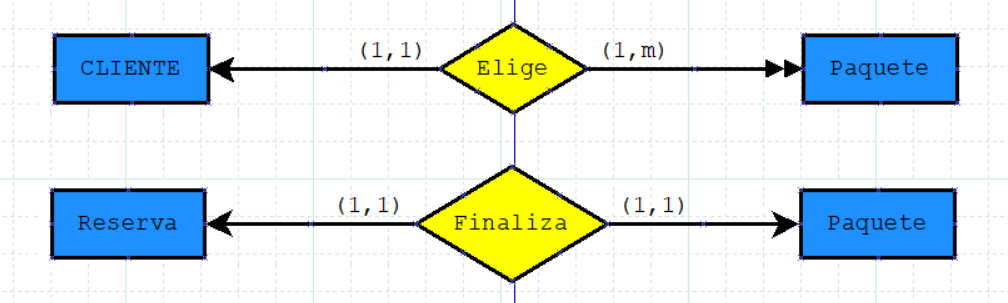 CLIENTE (1,1) Elige (1,m) Paquete
Reserva (1,1) Finaliza (1,1) Paquete